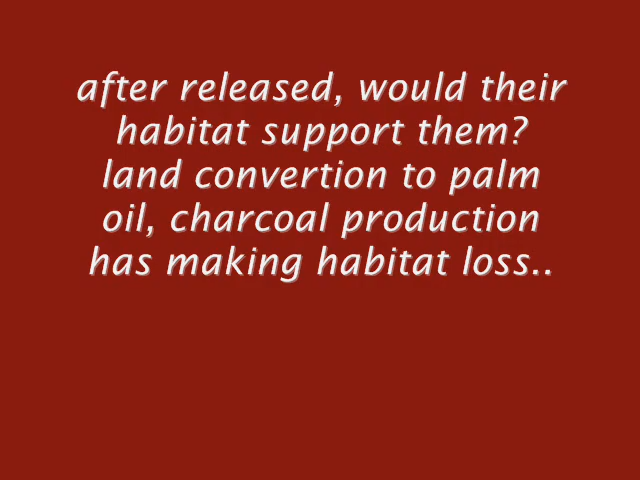 after released, would their
habitat support them?
land convertion to palm
oil, charcoal production
has making habitat loss..